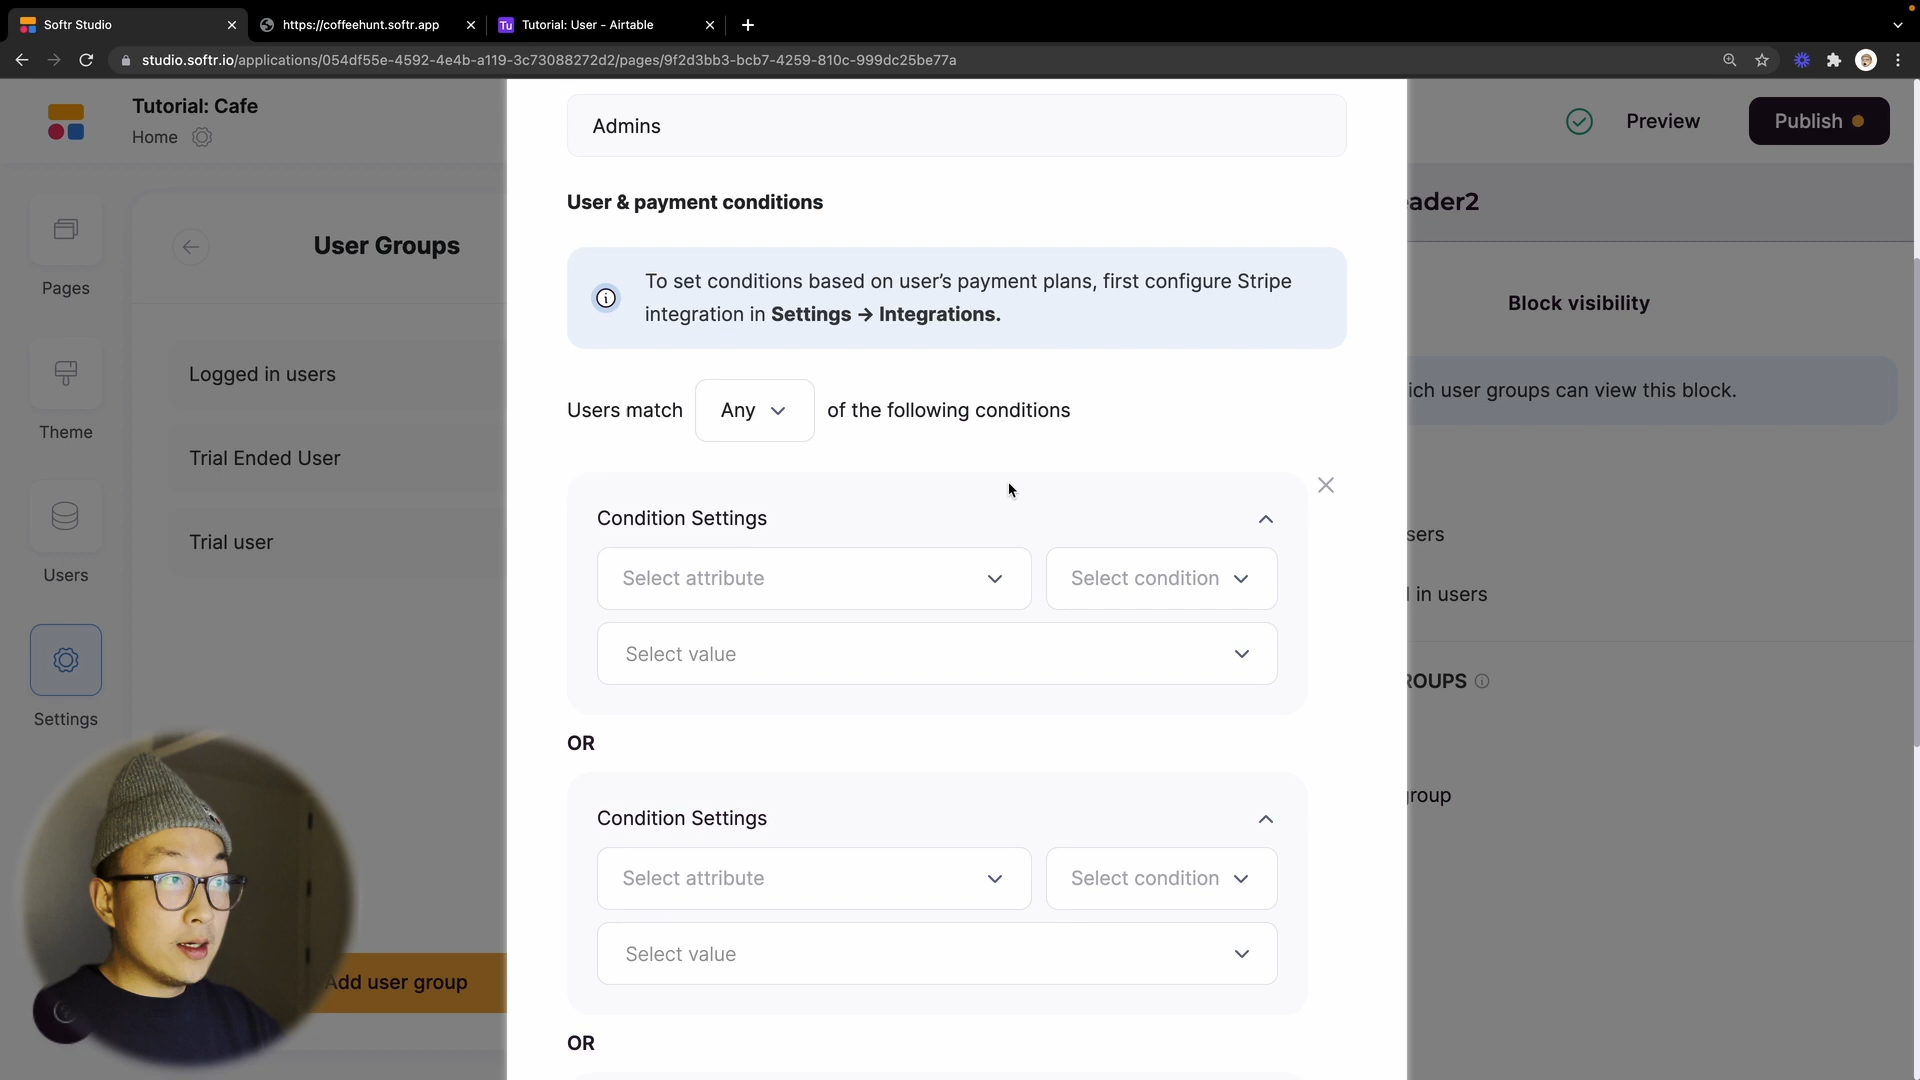 Softr Studio
https://coffeehunt.softr.app
Tu
Tutorial: User - Airtable
studio.softr.io/applications/054df55e-4592-4e4b-a119-3c73088272d2/pages/9f2d3bb3-bcb7-4259-810c-999dc25be77a
Tutorial: Cafe
Home
Preview
Publish
Pages
Theme
Users
Settings
User Groups
Logged in users
Trial Ended User
Trial user
Add user group
Admins
User & payment conditions
To set conditions based on user’s payment plans, first configure Stripe
integration in Settings → Integrations.
Users match Any of the following conditions
Condition Settings
Select attribute
Select condition
Select value
OR
Condition Settings
Select attribute
Select condition
Select value
OR
eader2
Block visibility
ich user groups can view this block.
sers
in users
ROUPS
group